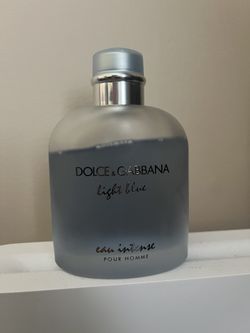 DOLCE & GABBANA
light blue
eau intense
POUR HOMME